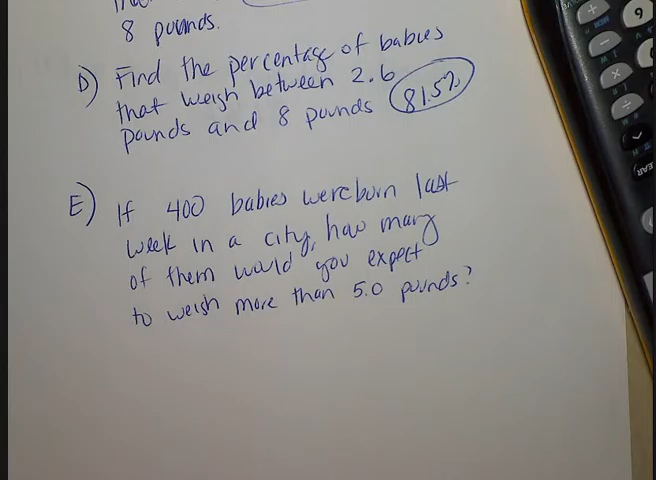 8 pounds.
D) Find the percentage of babies
that weigh between 2.6
pounds and 8 pounds 81.5%
E) If 400 babies were born last
week in a city, how many
of them would you expect
to weigh more than 5.0 pounds?
+
6
-
×
÷